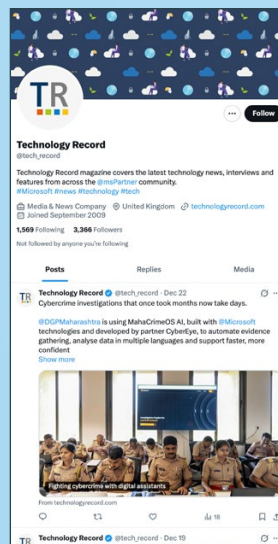 TR
Follow
Technology Record
@tech_record
Technology Record magazine covers the latest technology news, interviews and
features from across the @msPartner community.
#Microsoft #news #technology #tech
Media & News Company United Kingdom technologyrecord.com
Joined September 2009
1,569 Following 3,366 Followers
Not followed by anyone you're following
Posts Replies Media
TR
Technology Record @tech_record · Dec 22
Cybercrime investigations that once took months now take days.
@DGPMaharashtra is using MahaCrimeOS AI, built with @Microsoft
technologies and developed by partner CyberEye, to automate evidence
gathering, analyse data in multiple languages and support faster, more
confident
Show more
Fighting cybercrime with digital assistants
From technologyrecord.com
18
TR
Technology Record @tech_record · Dec 19